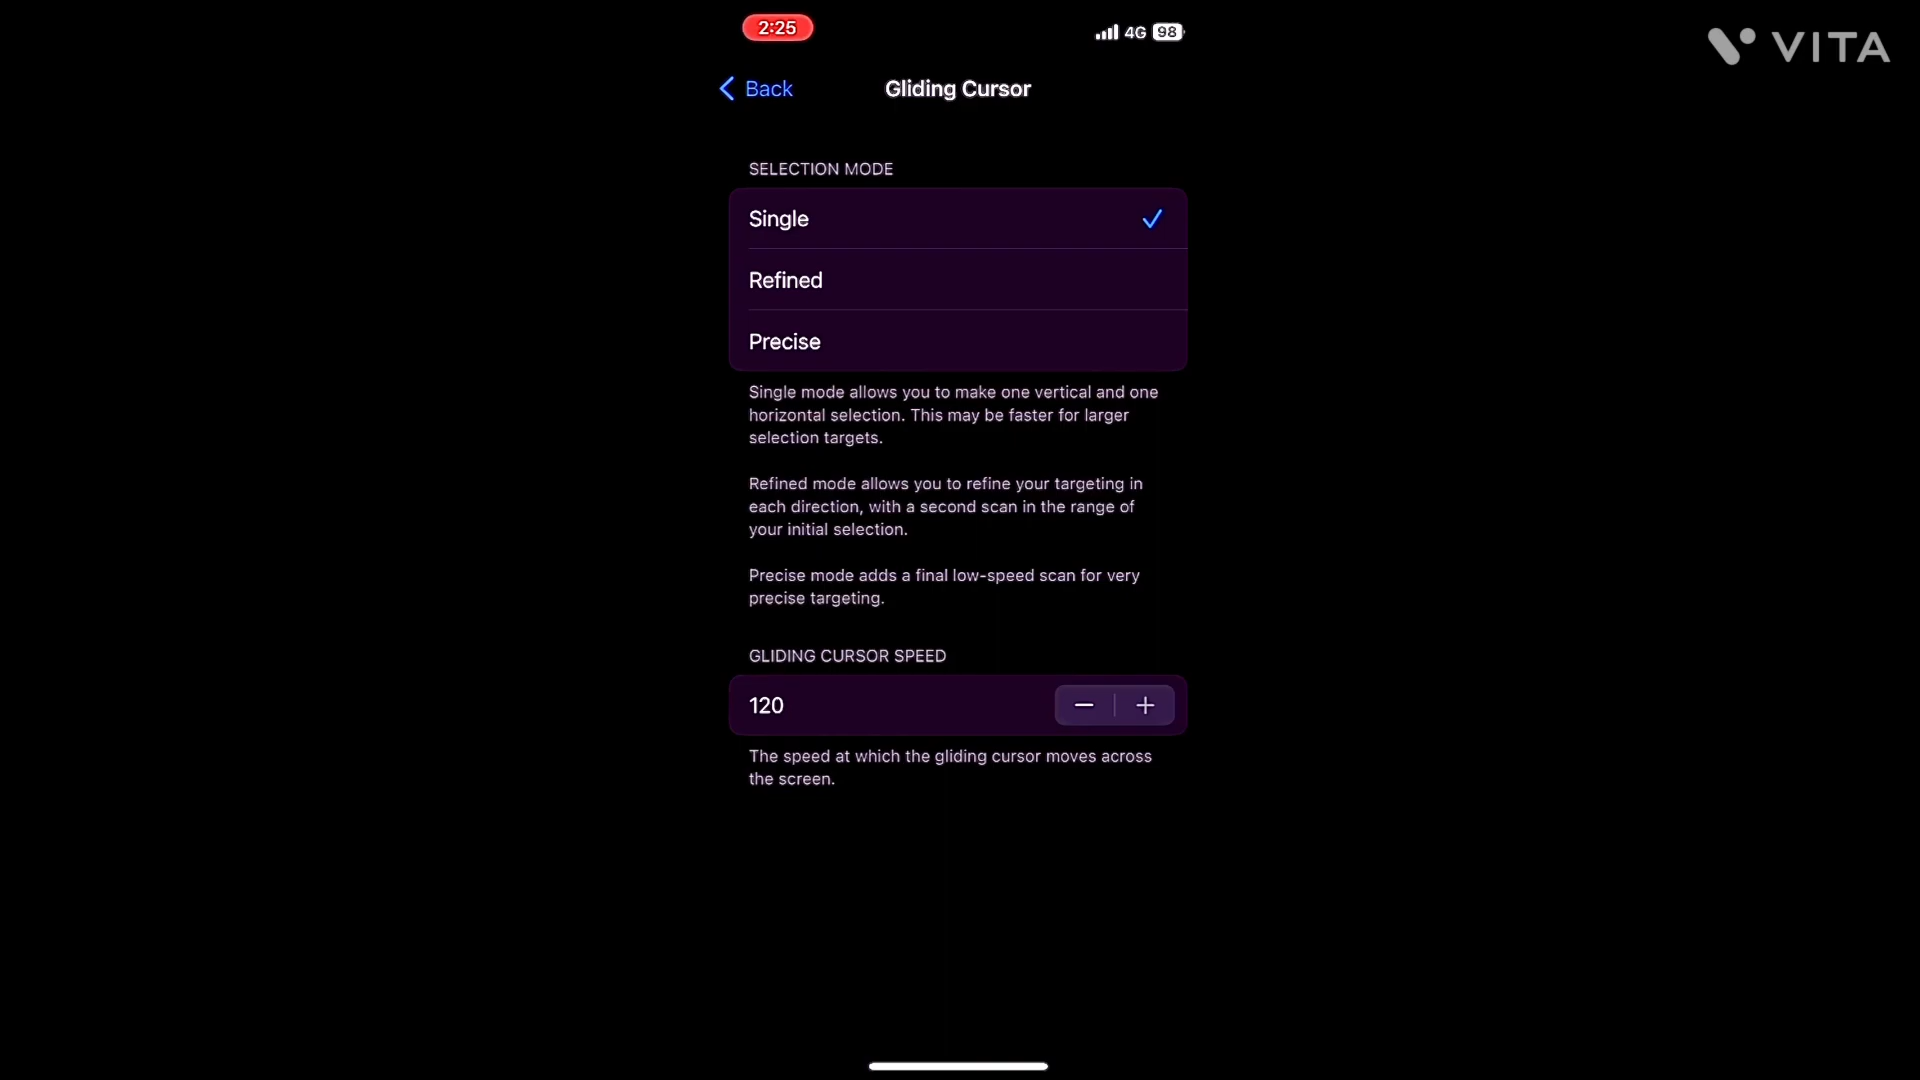 2:25
4G 98
VITA
Back
Gliding Cursor
SELECTION MODE
Single
Refined
Precise
Single mode allows you to make one vertical and one
horizontal selection. This may be faster for larger
selection targets.
Refined mode allows you to refine your targeting in
each direction, with a second scan in the range of
your initial selection.
Precise mode adds a final low-speed scan for very
precise targeting.
GLIDING CURSOR SPEED
120
The speed at which the gliding cursor moves across
the screen.